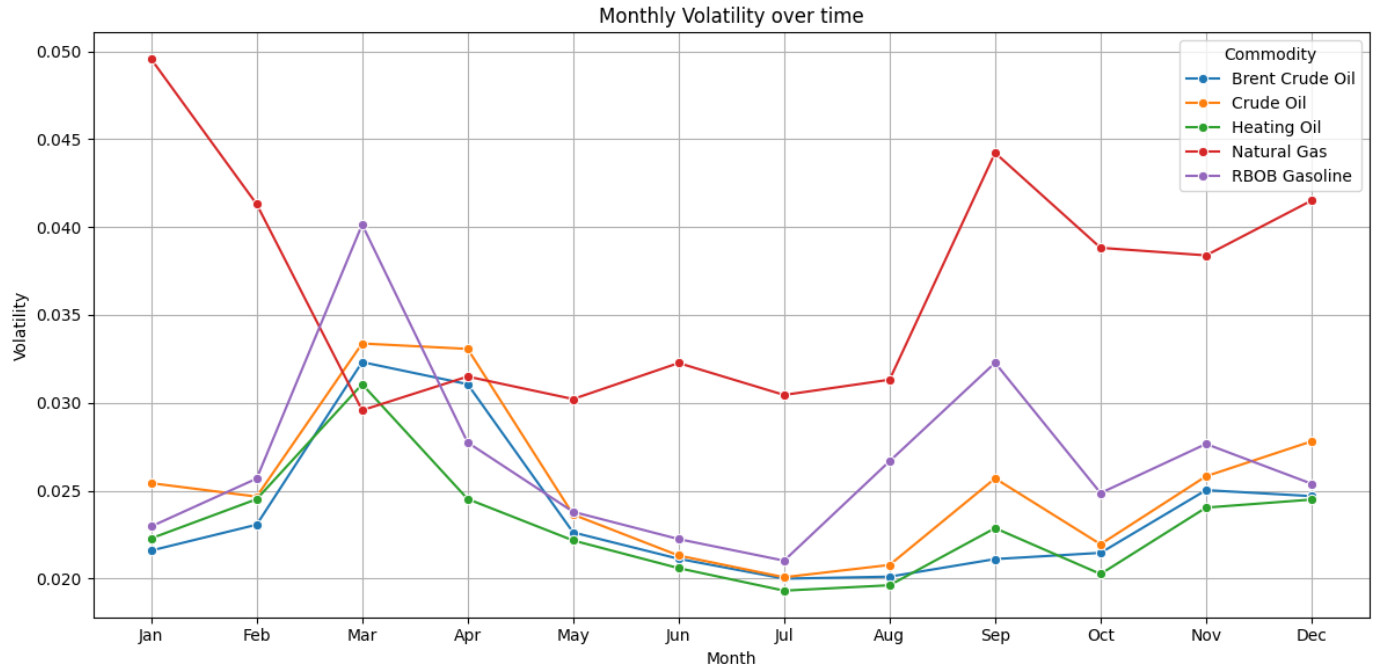 Monthly Volatility over time
Commodity
Brent Crude Oil
Crude Oil
Heating Oil
Natural Gas
RBOB Gasoline
Volatility
0.050
0.045
0.040
0.035
0.030
0.025
0.020
Jan Feb Mar Apr May Jun Jul Aug Sep Oct Nov Dec
Month